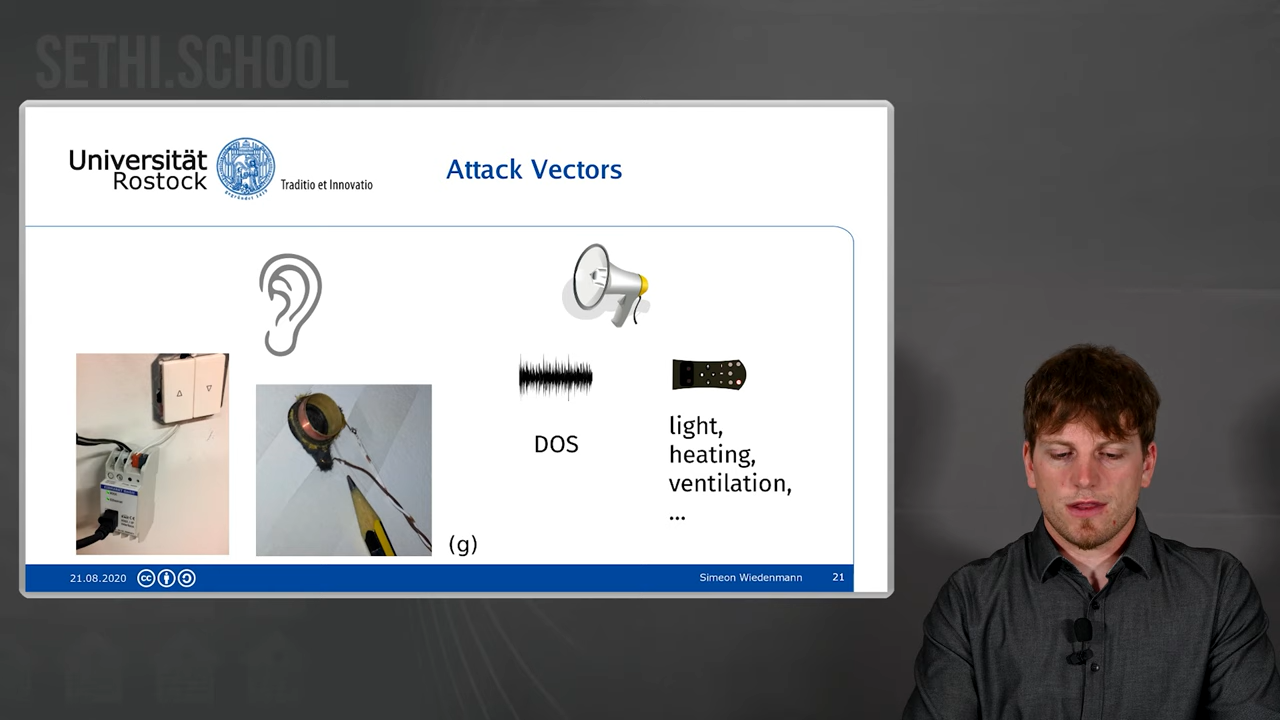 SETHI.SCHOOL
Universität
Rostock
Traditio et Innovatio
Attack Vectors
DOS
light,
heating,
ventilation,
...
(g)
21.08.2020
Simeon Wiedenmann
21